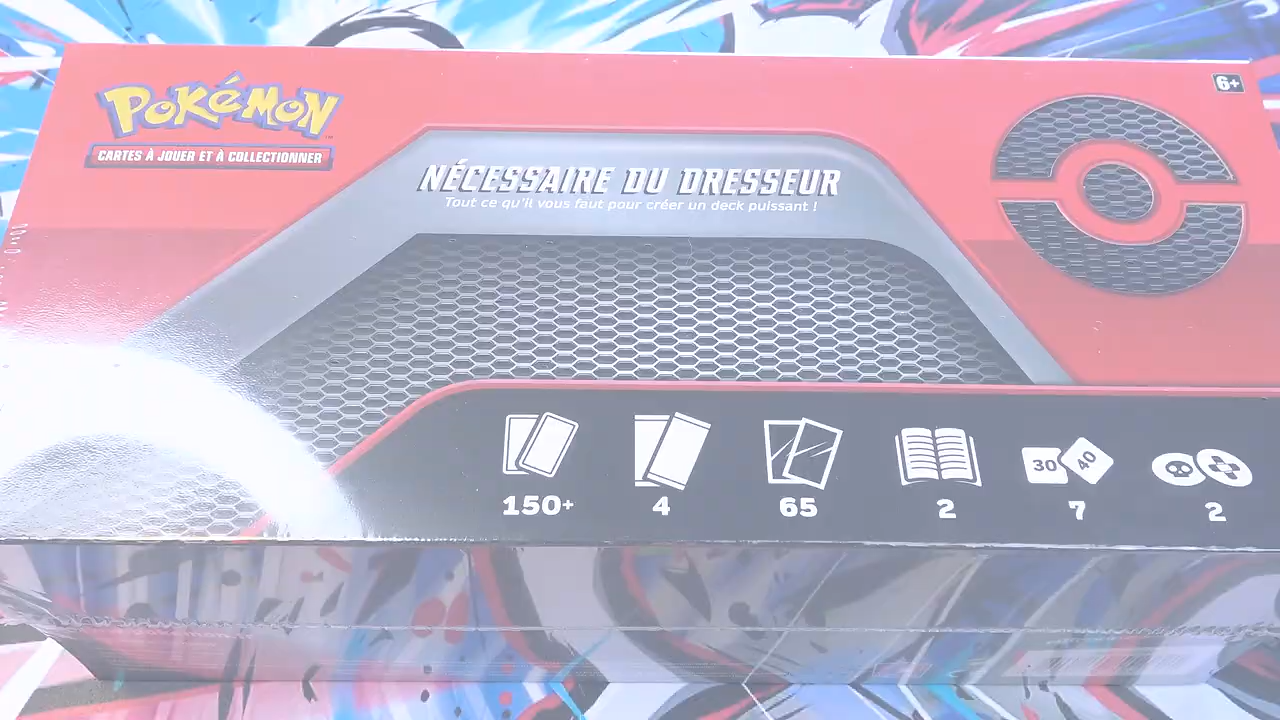 6+
POKéMON
CARTES À JOUER ET À COLLECTIONNER
NÉCESSAIRE DU DRESSEUR
Tout ce qu'il vous faut pour créer un deck puissant !
30 40
150+ 4 65 2 7 2